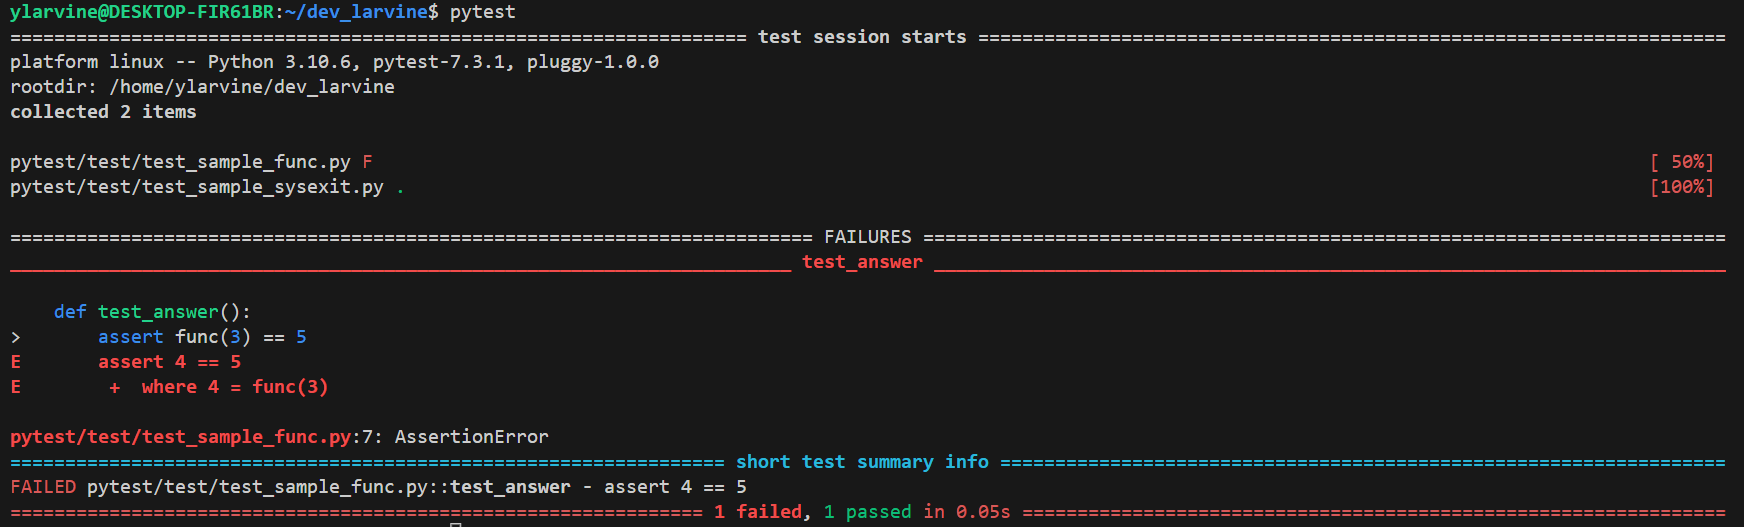 ylarvine@DESKTOP-FIR61BR:~/dev_larvine$ pytest
=================================================================== test session starts ====================================================================
platform linux -- Python 3.10.6, pytest-7.3.1, pluggy-1.0.0
rootdir: /home/ylarvine/dev_larvine
collected 2 items
pytest/test/test_sample_func.py F [ 50%]
pytest/test/test_sample_sysexit.py . [100%]
========================================================================= FAILURES =========================================================================
_______________________________________________________________________ test_answer ________________________________________________________________________
    def test_answer():
>       assert func(3) == 5
E       assert 4 == 5
E        +  where 4 = func(3)
pytest/test/test_sample_func.py:7: AssertionError
================================================================= short test summary info ==================================================================
FAILED pytest/test/test_sample_func.py::test_answer - assert 4 == 5
=============================================================== 1 failed, 1 passed in 0.05s ================================================================